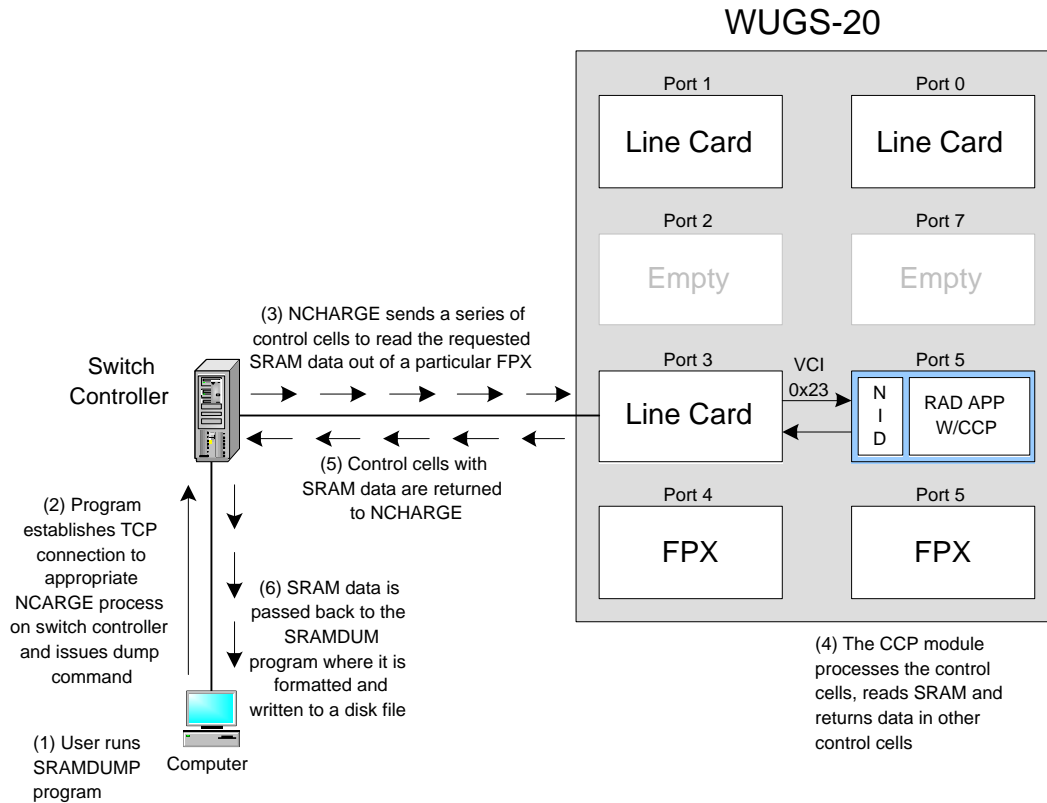 WUGS-20
Port 1
Port 0
Line Card
Line Card
Port 2
Port 7
Empty
Empty
(3) NCHARGE sends a series of
control cells to read the requested
SRAM data out of a particular FPX
Switch
Controller
Port 3
VCI
0x23
Port 5
Line Card
N
I
D
RAD APP
W/CCP
(5) Control cells with
SRAM data are returned
to NCHARGE
Port 4
Port 5
FPX
FPX
(2) Program
establishes TCP
connection to
appropriate
NCARGE process
on switch controller
and issues dump
command
(6) SRAM data is
passed back to the
SRAMDUM
program where it is
formatted and
written to a disk file
(4) The CCP module
processes the control
cells, reads SRAM and
returns data in other
control cells
(1) User runs
SRAMDUMP
program
Computer